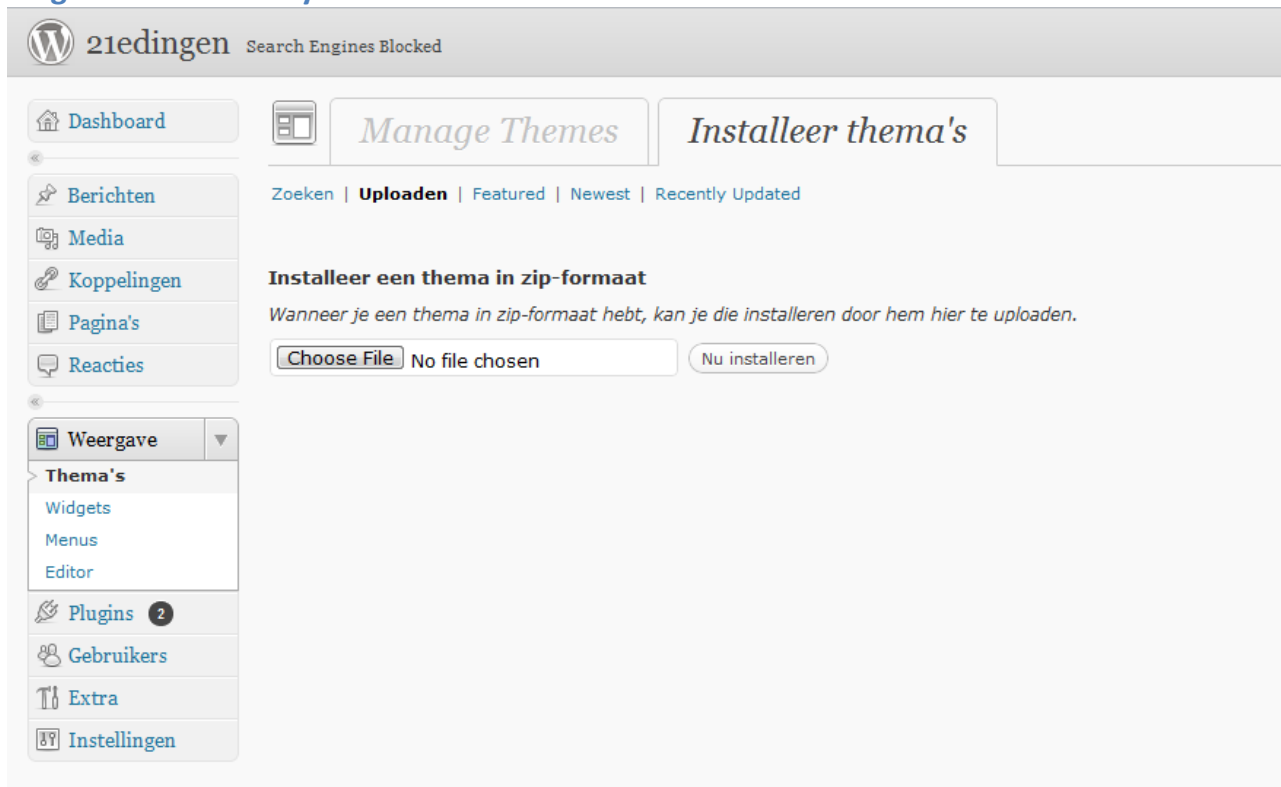 21edingen Search Engines Blocked
Dashboard
Berichten
Media
Koppelingen
Pagina's
Reacties
Weergave
Thema's
Widgets
Menus
Editor
Plugins 2
Gebruikers
Extra
Instellingen
Manage Themes Installeer thema's
Zoeken | Uploaden | Featured | Newest | Recently Updated
Installeer een thema in zip-formaat
Wanneer je een thema in zip-formaat hebt, kan je die installeren door hem hier te uploaden.
Choose File No file chosen Nu installeren